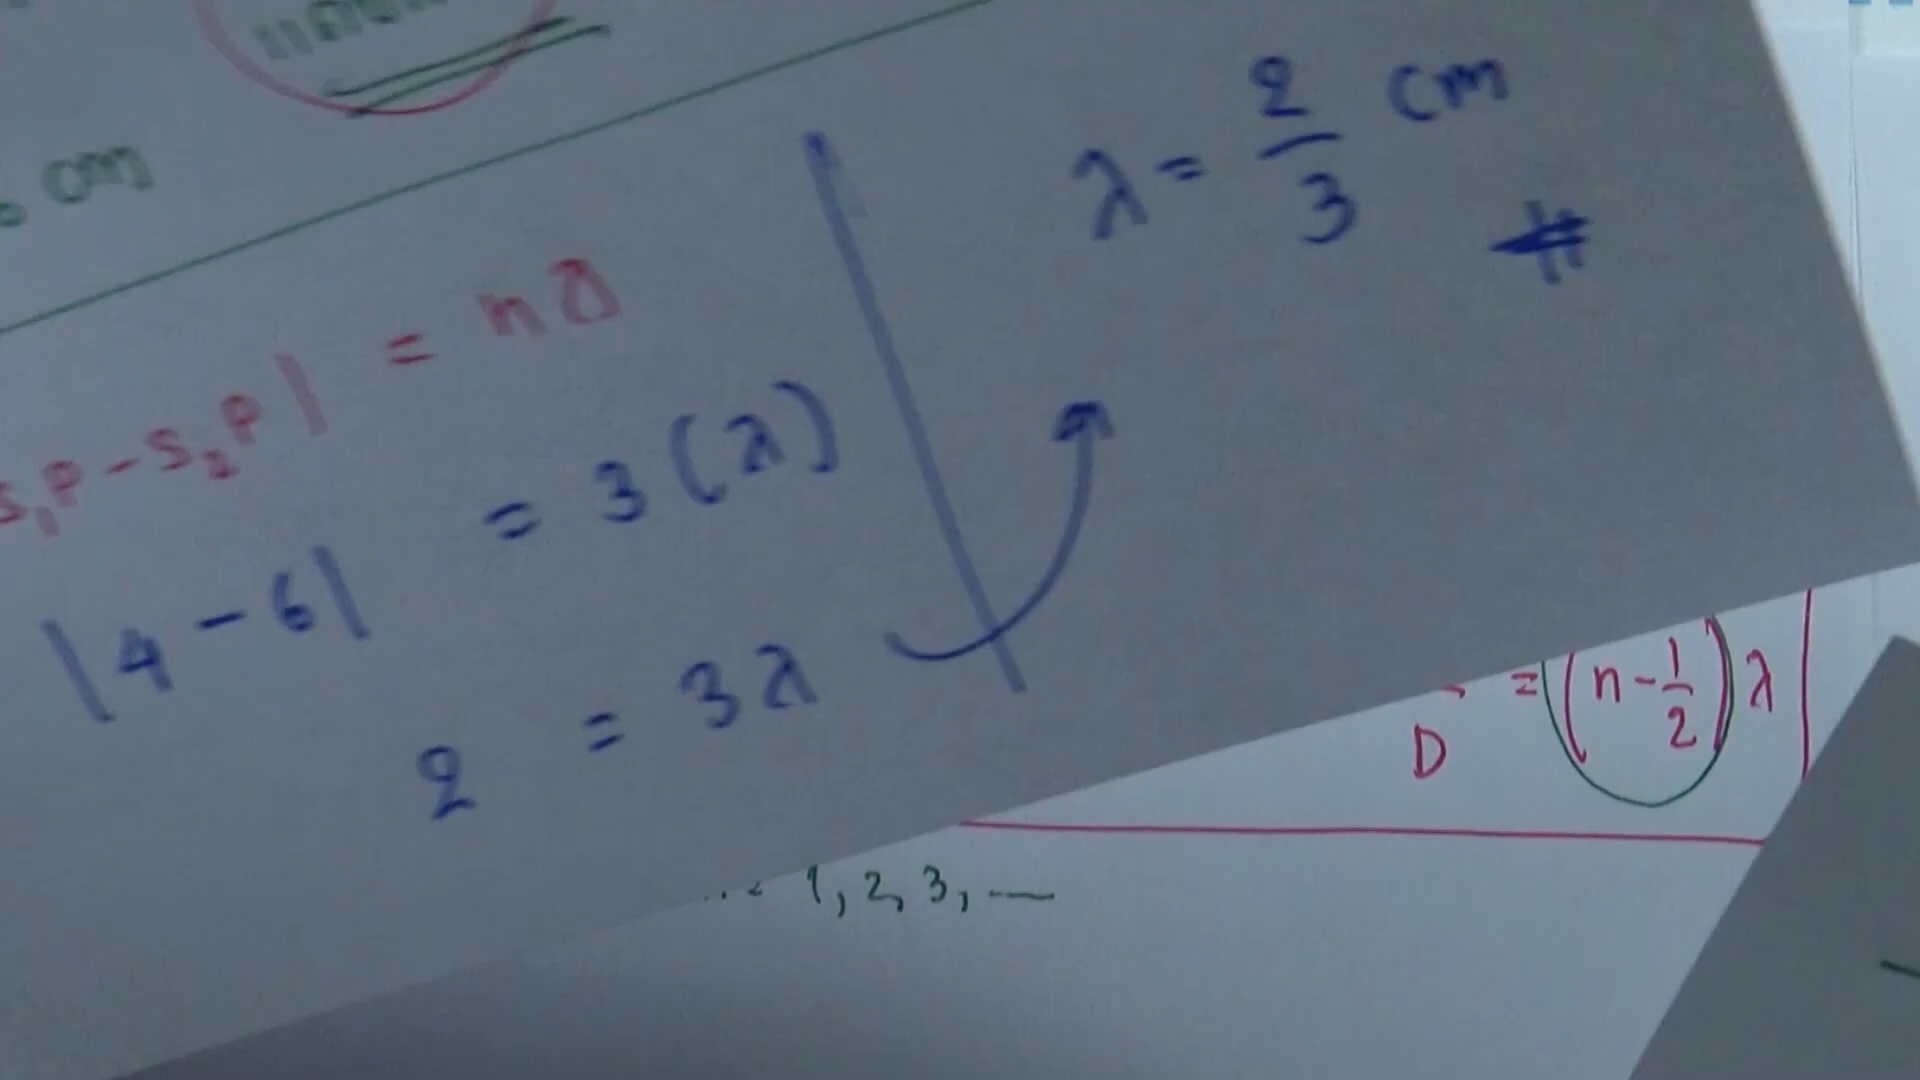 cm
S₁P - S₂P| = nλ
|4 - 6| = 3(λ)
2 = 3λ
λ = 2/3 cm #
D = (n - 1/2)λ
1, 2, 3, —